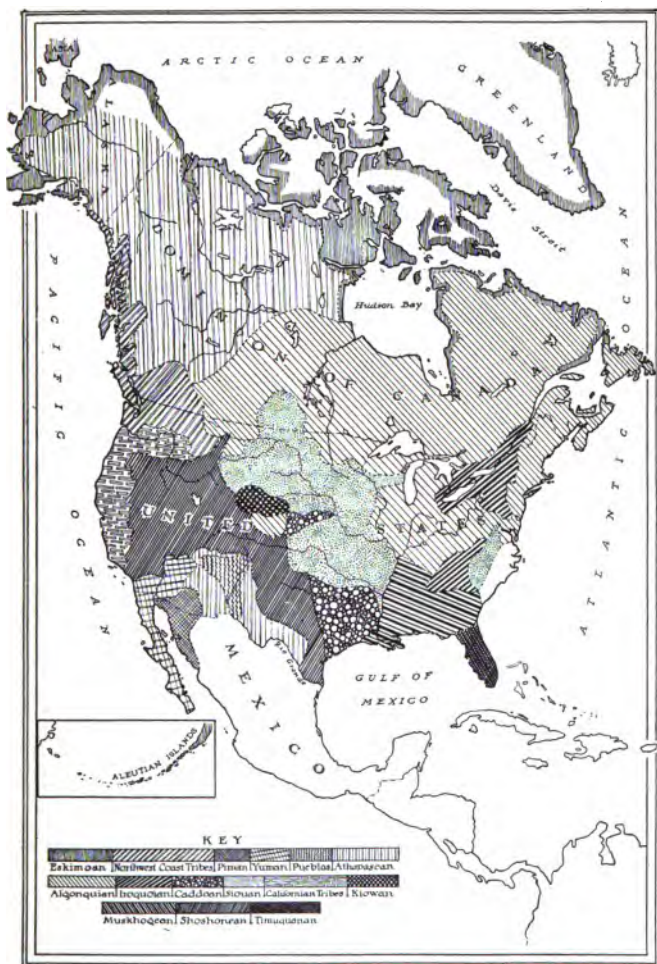 ASIA
ARCTIC OCEAN
GREENLAND
ALASKA
Davis Strait
DOMINION OF CANADA
Hudson Bay
PACIFIC OCEAN
ATLANTIC OCEAN
UNITED STATES
MEXICO
Rio Grande
GULF OF
MEXICO
ALEUTIAN ISLANDS
KEY
Eskimoan Northwest Coast Tribes Piman Yuman Pueblos Athapascan
Algonquian Iroquoian Caddoan Siouan Californian Tribes Kiowan
Muskhogean Shoshonean Timuquanan